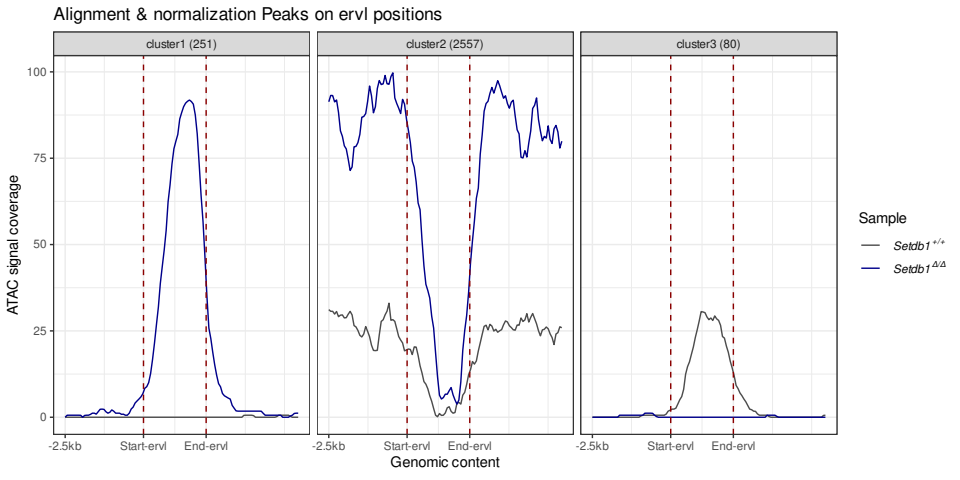 Alignment & normalization Peaks on ervl positions
cluster1 (251)
cluster2 (2557)
cluster3 (80)
ATAC signal coverage
100
75
50
25
0
-2.5kb Start-ervl End-ervl
-2.5kb Start-ervl End-ervl
-2.5kb Start-ervl End-ervl
Genomic content
Sample
Setdb1+/+
Setdb1Δ/Δ